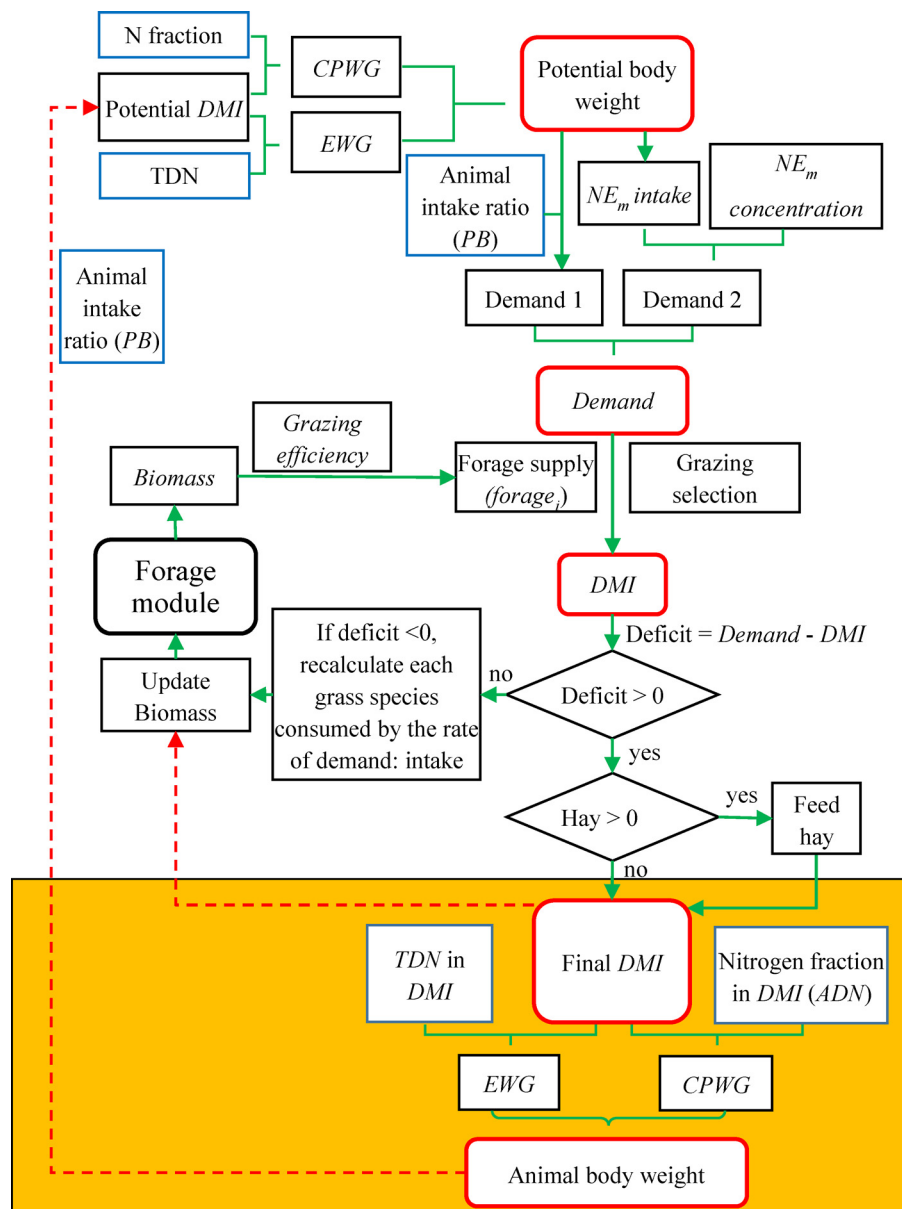 N fraction
Potential DMI
TDN
CPWG
EWG
Potential body
weight
Animal
intake ratio
(PB)
NEm intake
NEm
concentration
Animal
intake
ratio (PB)
Demand 1
Demand 2
Demand
Grazing
efficiency
Biomass
Forage supply
(foragei)
Grazing
selection
Forage
module
DMI
Deficit = Demand - DMI
If deficit <0,
recalculate each
grass species
consumed by the rate
of demand: intake
no
Deficit > 0
Update
Biomass
yes
Hay > 0
yes
Feed
hay
no
TDN in
DMI
Final DMI
Nitrogen fraction
in DMI (ADN)
EWG
CPWG
Animal body weight